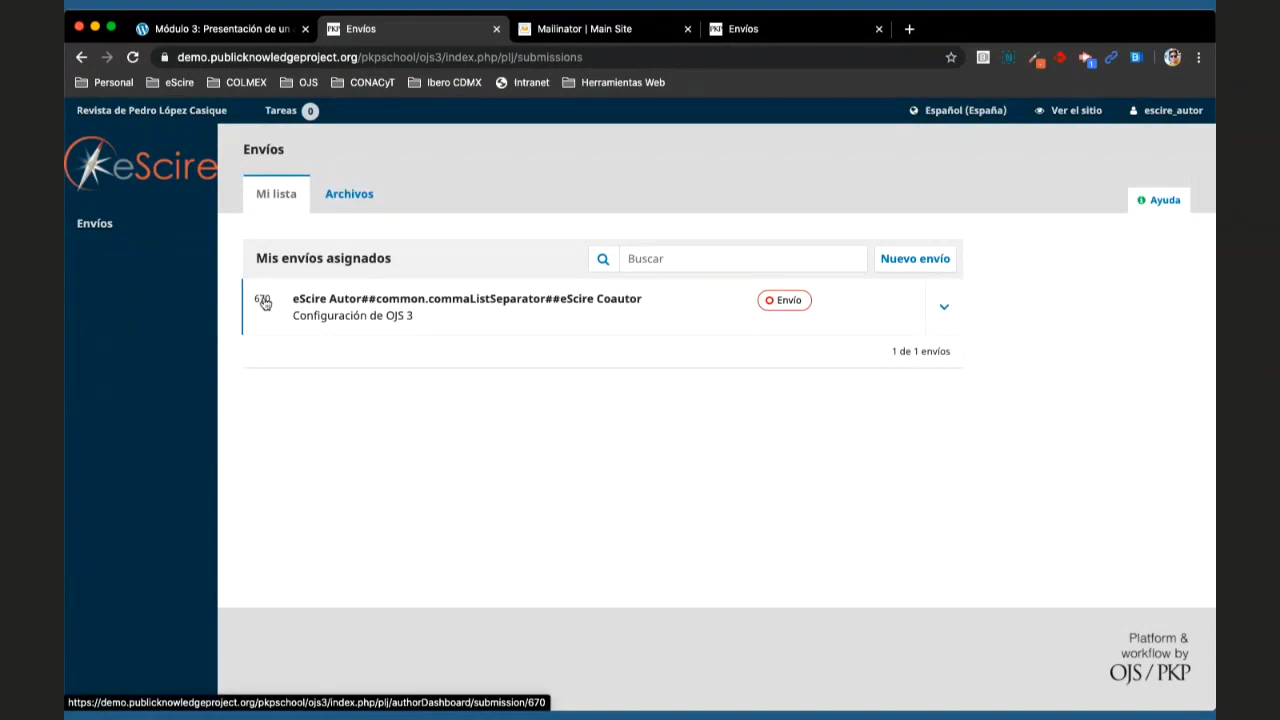 Módulo 3: Presentación de un
Envíos
Mailinator | Main Site
Envíos
demo.publicknowledgeproject.org/pkpschool/ojs3/index.php/plj/submissions
Personal eScire COLMEX OJS CONACyT Ibero CDMX Intranet Herramientas Web
Revista de Pedro López Casique Tareas 0 Español (España) Ver el sitio escire_autor
eScire
Envíos
Envíos
Mi lista Archivos
Ayuda
Mis envíos asignados Buscar Nuevo envío
670 eScire Autor##common.commaListSeparator##eScire Coautor Envío
Configuración de OJS 3
1 de 1 envíos
Platform &
workflow by
OJS / PKP
https://demo.publicknowledgeproject.org/pkpschool/ojs3/index.php/plj/authorDashboard/submission/670